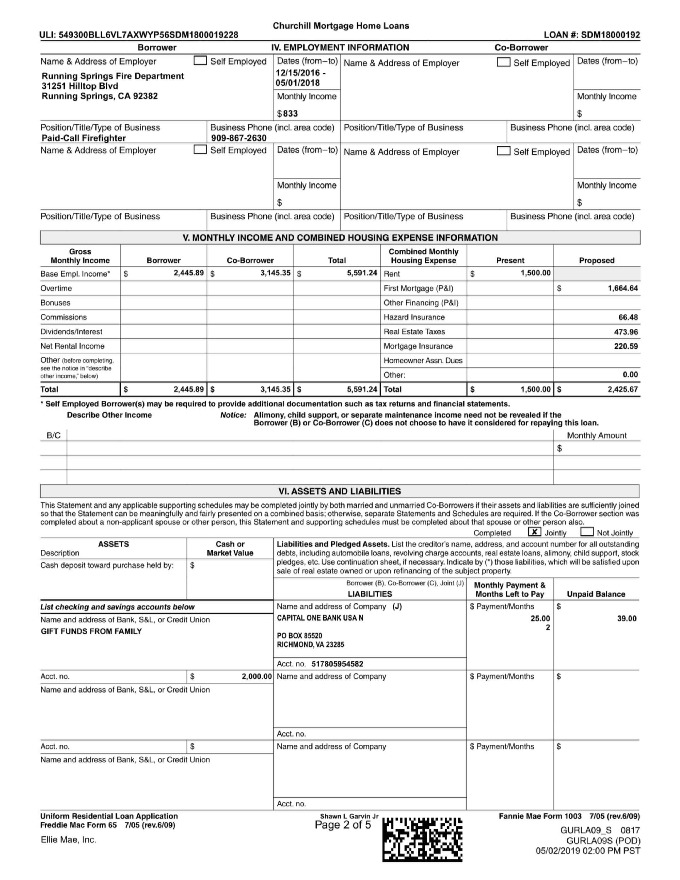 Churchill Mortgage Home Loans
ULI: 549300BLL6VL7AXWYP56SDM1800019228 LOAN #: SDM18000192
Borrower IV. EMPLOYMENT INFORMATION Co-Borrower
Name & Address of Employer Self Employed Dates (from–to) Name & Address of Employer Self Employed Dates (from–to)
Running Springs Fire Department 12/15/2016 -
31251 Hilltop Blvd 05/01/2018
Running Springs, CA 92382 Monthly Income Monthly Income
$ 833 $
Position/Title/Type of Business Business Phone (incl. area code) Position/Title/Type of Business Business Phone (incl. area code)
Paid-Call Firefighter 909-867-2630
Name & Address of Employer Self Employed Dates (from–to) Name & Address of Employer Self Employed Dates (from–to)
Monthly Income Monthly Income
$ $
Position/Title/Type of Business Business Phone (incl. area code) Position/Title/Type of Business Business Phone (incl. area code)
V. MONTHLY INCOME AND COMBINED HOUSING EXPENSE INFORMATION
Gross Monthly Income Borrower Co-Borrower Total Combined Monthly Housing Expense Present Proposed
Base Empl. Income* $ 2,445.89 $ 3,145.35 $ 5,591.24 Rent $ 1,500.00
Overtime First Mortgage (P&I) $ 1,664.64
Bonuses Other Financing (P&I)
Commissions Hazard Insurance 66.48
Dividends/Interest Real Estate Taxes 473.96
Net Rental Income Mortgage Insurance 220.59
Other (before completing, Homeowner Assn. Dues
see the notice in "describe
other income," below) Other: 0.00
Total $ 2,445.89 $ 3,145.35 $ 5,591.24 Total $ 1,500.00 $ 2,425.67
* Self Employed Borrower(s) may be required to provide additional documentation such as tax returns and financial statements.
Describe Other Income Notice: Alimony, child support, or separate maintenance income need not be revealed if the
Borrower (B) or Co-Borrower (C) does not choose to have it considered for repaying this loan.
B/C Monthly Amount
$
VI. ASSETS AND LIABILITIES
This Statement and any applicable supporting schedules may be completed jointly by both married and unmarried Co-Borrowers if their assets and liabilities are sufficiently joined
so that the Statement can be meaningfully and fairly presented on a combined basis; otherwise, separate Statements and Schedules are required. If the Co-Borrower section was
completed about a non-applicant spouse or other person, this Statement and supporting schedules must be completed about that spouse or other person also.
Completed X Jointly Not Jointly
ASSETS Cash or Market Value
Description
Cash deposit toward purchase held by: $
Liabilities and Pledged Assets. List the creditor's name, address, and account number for all outstanding
debts, including automobile loans, revolving charge accounts, real estate loans, alimony, child support, stock
pledges, etc. Use continuation sheet, if necessary. Indicate by (*) those liabilities, which will be satisfied upon
sale of real estate owned or upon refinancing of the subject property.
Borrower (B), Co-Borrower (C), Joint (J)
LIABILITIES Monthly Payment & Months Left to Pay Unpaid Balance
List checking and savings accounts below Name and address of Company (J) $ Payment/Months $
Name and address of Bank, S&L, or Credit Union CAPITAL ONE BANK USA N 25.00 39.00
GIFT FUNDS FROM FAMILY 2
PO BOX 85520
RICHMOND, VA 23285
Acct. no. 517805954582
Acct. no. $ 2,000.00 Name and address of Company $ Payment/Months $
Name and address of Bank, S&L, or Credit Union
Acct. no.
Acct. no. $ Name and address of Company $ Payment/Months $
Name and address of Bank, S&L, or Credit Union
Acct. no.
Uniform Residential Loan Application Shawn L Garvin Jr Fannie Mae Form 1003 7/05 (rev.6/09)
Freddie Mac Form 65 7/05 (rev.6/09) Page 2 of 5
GURLA09_S 0817
Ellie Mae, Inc. GURLA09S (POD)
05/02/2019 02:00 PM PST